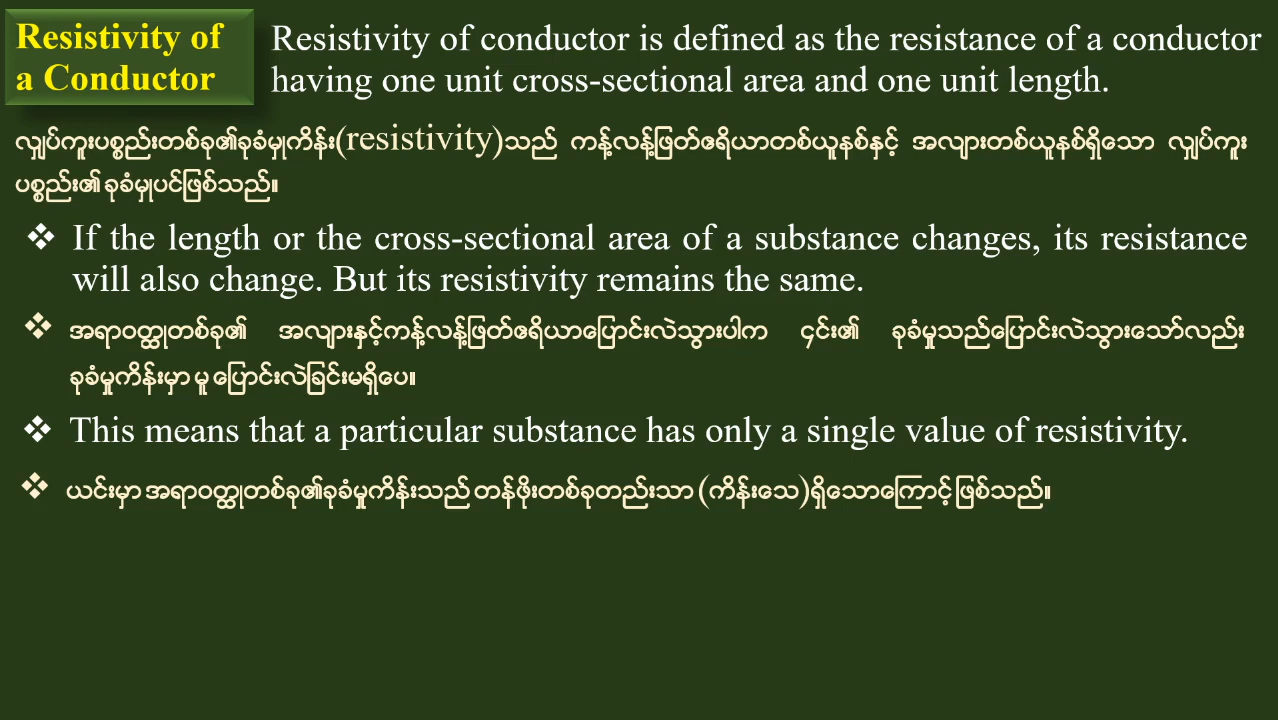 Resistivity of
a Conductor
Resistivity of conductor is defined as the resistance of a conductor
having one unit cross-sectional area and one unit length.
လျှပ်ကူးပစ္စည်းတစ်ခု၏ခုခံမှုကိန်း(resistivity)သည် ကန့်လန့်ဖြတ်ဧရိယာတစ်ယူနစ်နှင့် အလျားတစ်ယူနစ်ရှိသော လျှပ်ကူး
ပစ္စည်း၏ ခုခံမှုပင်ဖြစ်သည်။
❖ If the length or the cross-sectional area of a substance changes, its resistance
will also change. But its resistivity remains the same.
❖ အရာဝတ္ထုတစ်ခု၏ အလျားနှင့်ကန့်လန့်ဖြတ်ဧရိယာပြောင်းလဲသွားပါက ၄င်း၏ ခုခံမှုသည်ပြောင်းလဲသွားသော်လည်း
ခုခံမှုကိန်းမှာ မူ ပြောင်းလဲခြင်းမရှိပေ။
❖ This means that a particular substance has only a single value of resistivity.
❖ ယင်းမှာ အရာဝတ္ထုတစ်ခု၏ခုခံမှုကိန်းသည် တန်ဖိုးတစ်ခုတည်းသာ (ကိန်းသေ)ရှိသောကြောင့် ဖြစ်သည်။